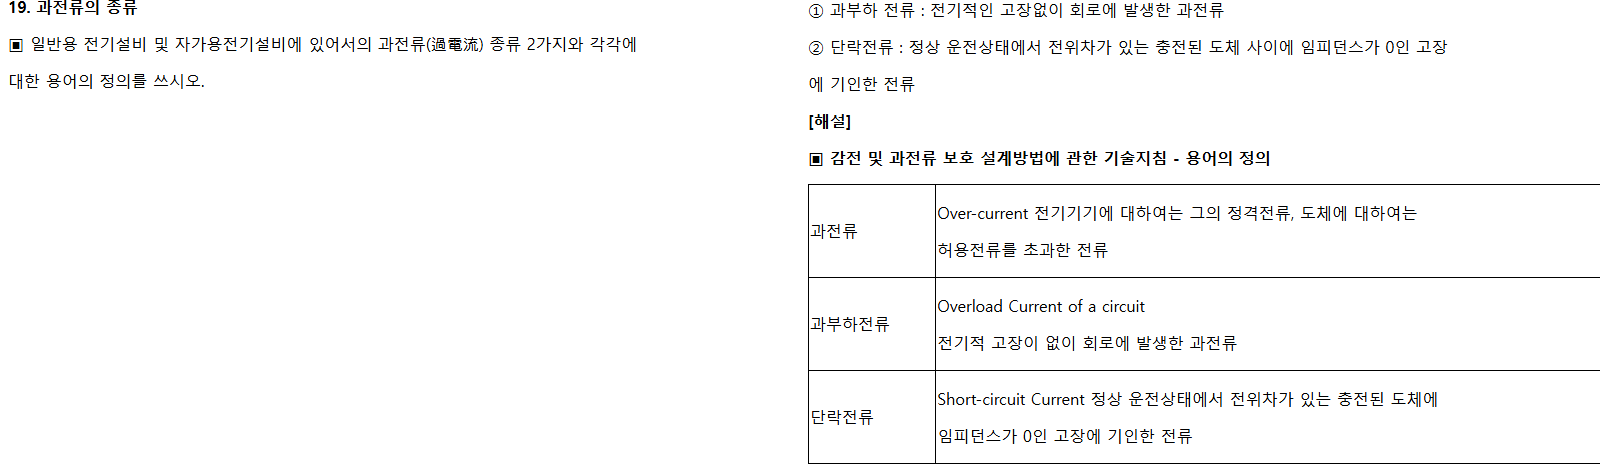 19. 과전류의 종류
▣ 일반용 전기설비 및 자가용전기설비에 있어서의 과전류(過電流) 종류 2가지와 각각에
대한 용어의 정의를 쓰시오.
① 과부하 전류 : 전기적인 고장없이 회로에 발생한 과전류
② 단락전류 : 정상 운전상태에서 전위차가 있는 충전된 도체 사이에 임피던스가 0인 고장
에 기인한 전류
[해설]
▣ 감전 및 과전류 보호 설계방법에 관한 기술지침 - 용어의 정의
과전류
Over-current 전기기기에 대하여는 그의 정격전류, 도체에 대하여는
허용전류를 초과한 전류
과부하전류
Overload Current of a circuit
전기적 고장이 없이 회로에 발생한 과전류
단락전류
Short-circuit Current 정상 운전상태에서 전위차가 있는 충전된 도체에
임피던스가 0인 고장에 기인한 전류